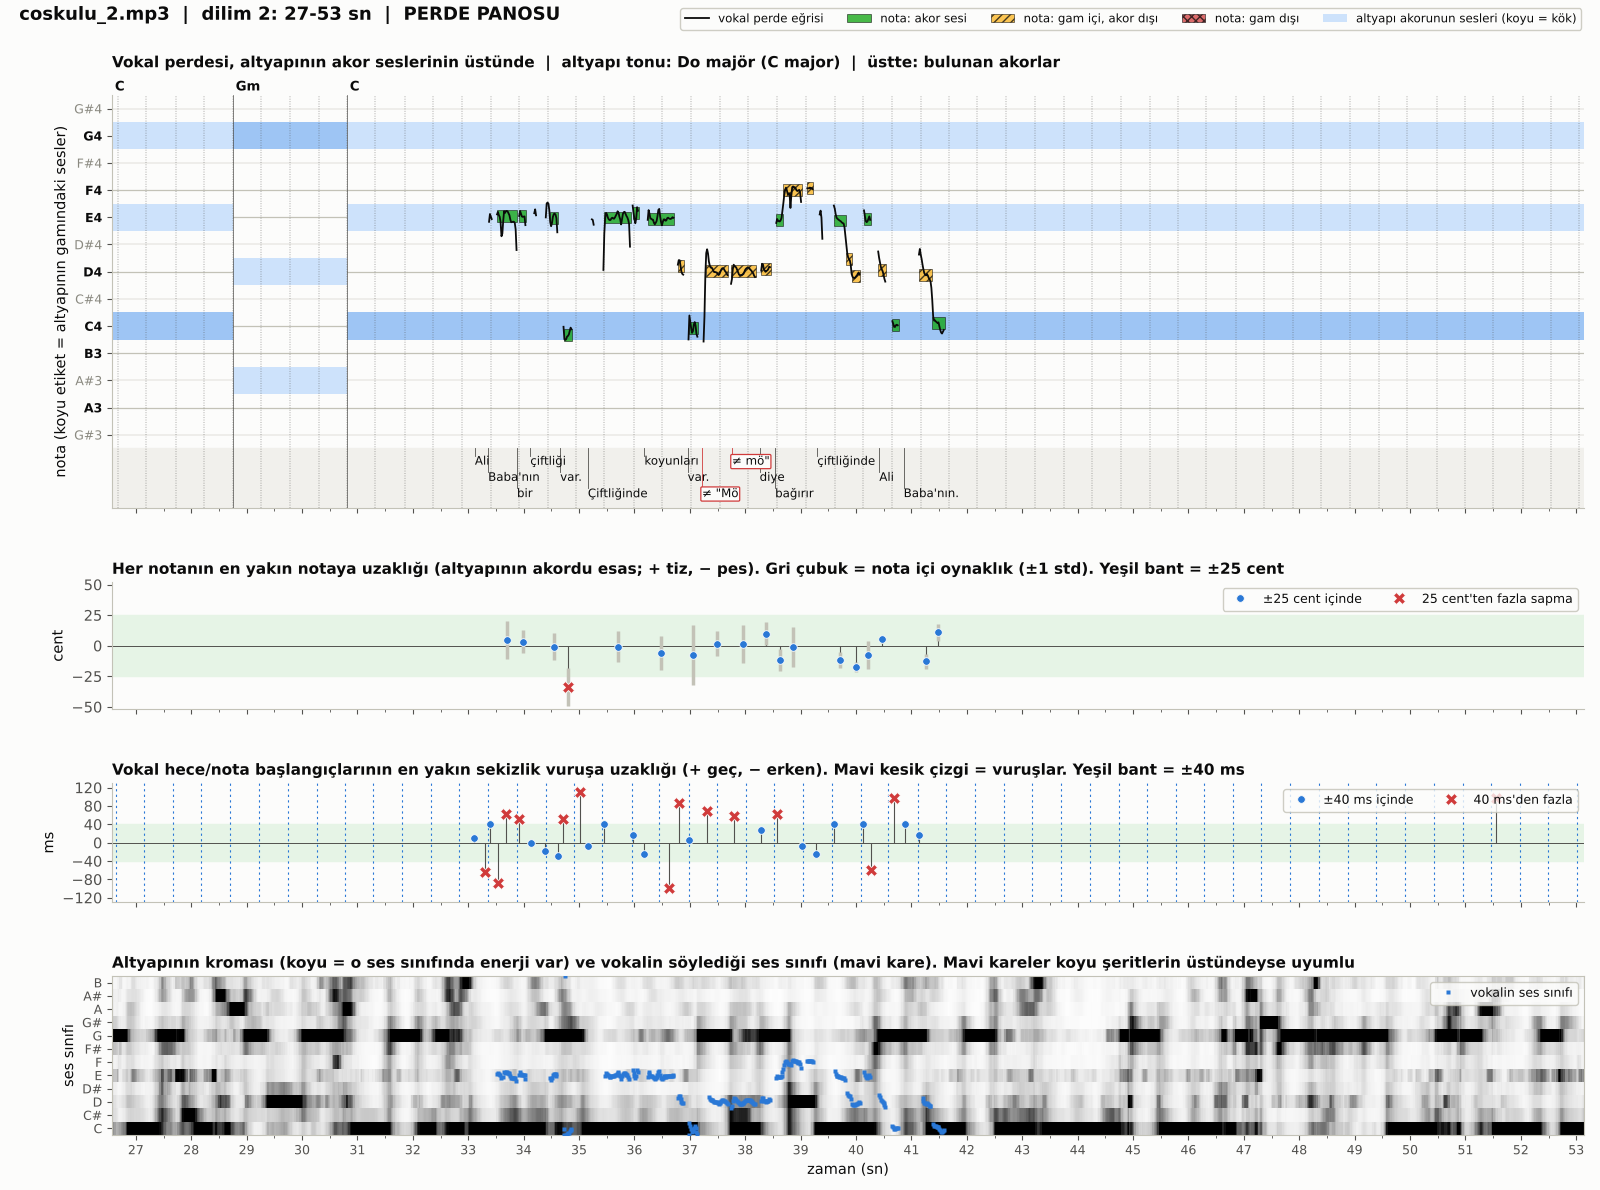 coskulu_2.mp3 | dilim 2: 27-53 sn | PERDE PANOSU
vokal perde eğrisi
nota: akor sesi
nota: gam içi, akor dışı
nota: gam dışı
altyapı akorunun sesleri (koyu = kök)
Vokal perdesi, altyapının akor seslerinin üstünde | altyapı tonu: Do majör (C major) | üstte: bulunan akorlar
C Gm C
nota (koyu etiket = altyapının gamındaki sesler)
G#4
G4
F#4
F4
E4
D#4
D4
C#4
C4
B3
A#3
A3
G#3
Ali çiftliği koyunları ≠ mö" çiftliğinde
Baba'nın var. var. diye Ali
bir Çiftliğinde ≠ "Mö bağırır Baba'nın.
Her notanın en yakın notaya uzaklığı (altyapının akordu esas; + tiz, − pes). Gri çubuk = nota içi oynaklık (±1 std). Yeşil bant = ±25 cent
±25 cent içinde
25 cent'ten fazla sapma
cent
50
25
0
−25
−50
Vokal hece/nota başlangıçlarının en yakın sekizlik vuruşa uzaklığı (+ geç, − erken). Mavi kesik çizgi = vuruşlar. Yeşil bant = ±40 ms
±40 ms içinde
40 ms'den fazla
ms
120
80
40
0
−40
−80
−120
Altyapının kroması (koyu = o ses sınıfında enerji var) ve vokalin söylediği ses sınıfı (mavi kare). Mavi kareler koyu şeritlerin üstündeyse uyumlu
vokalin ses sınıfı
ses sınıfı
B
A#
A
G#
G
F#
F
E
D#
D
C#
C
27 28 29 30 31 32 33 34 35 36 37 38 39 40 41 42 43 44 45 46 47 48 49 50 51 52 53
zaman (sn)